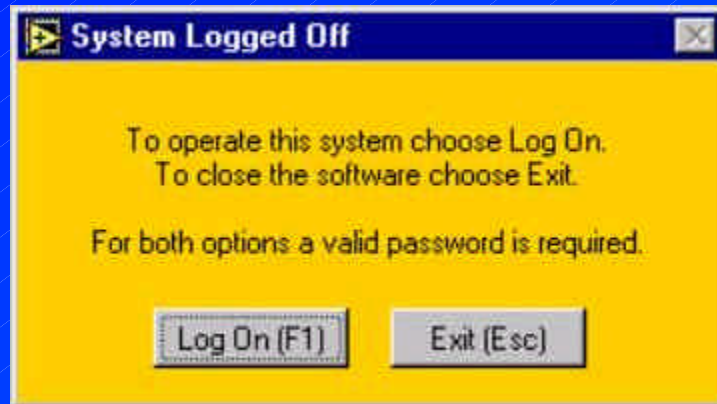 System Logged Off
To operate this system choose Log On.
To close the software choose Exit.
For both options a valid password is required.
Log On (F1) Exit (Esc)